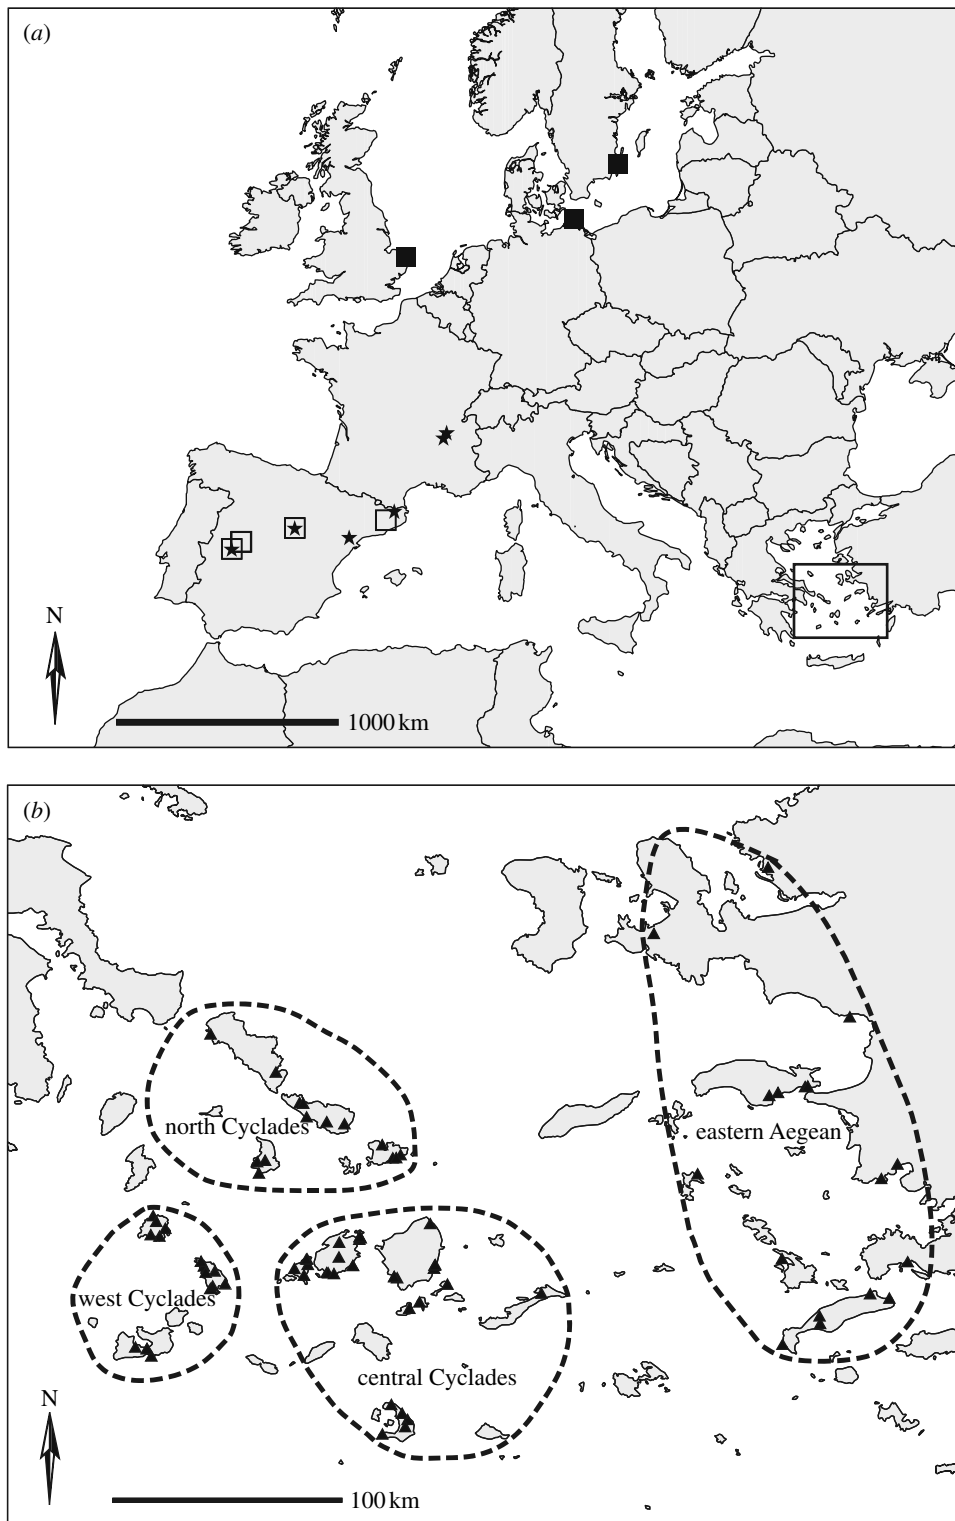 (a)
N
1000 km
(b)
north Cyclades
eastern Aegean
west Cyclades
central Cyclades
N
100 km